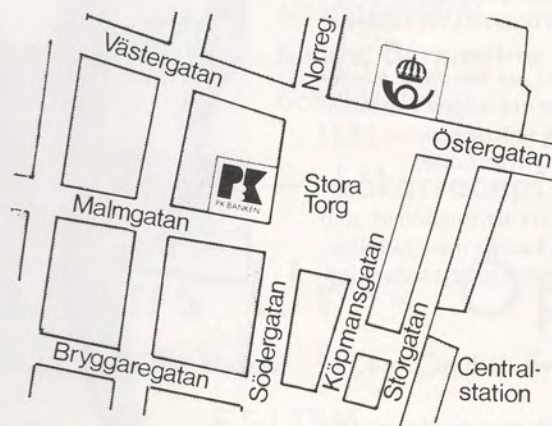 Västergatan
Norreg.
Östergatan
PK
PK BANKEN
Stora
Torg
Malmgatan
Bryggaregatan
Södergatan
Köpmansgatan
Storgatan
Central-
station